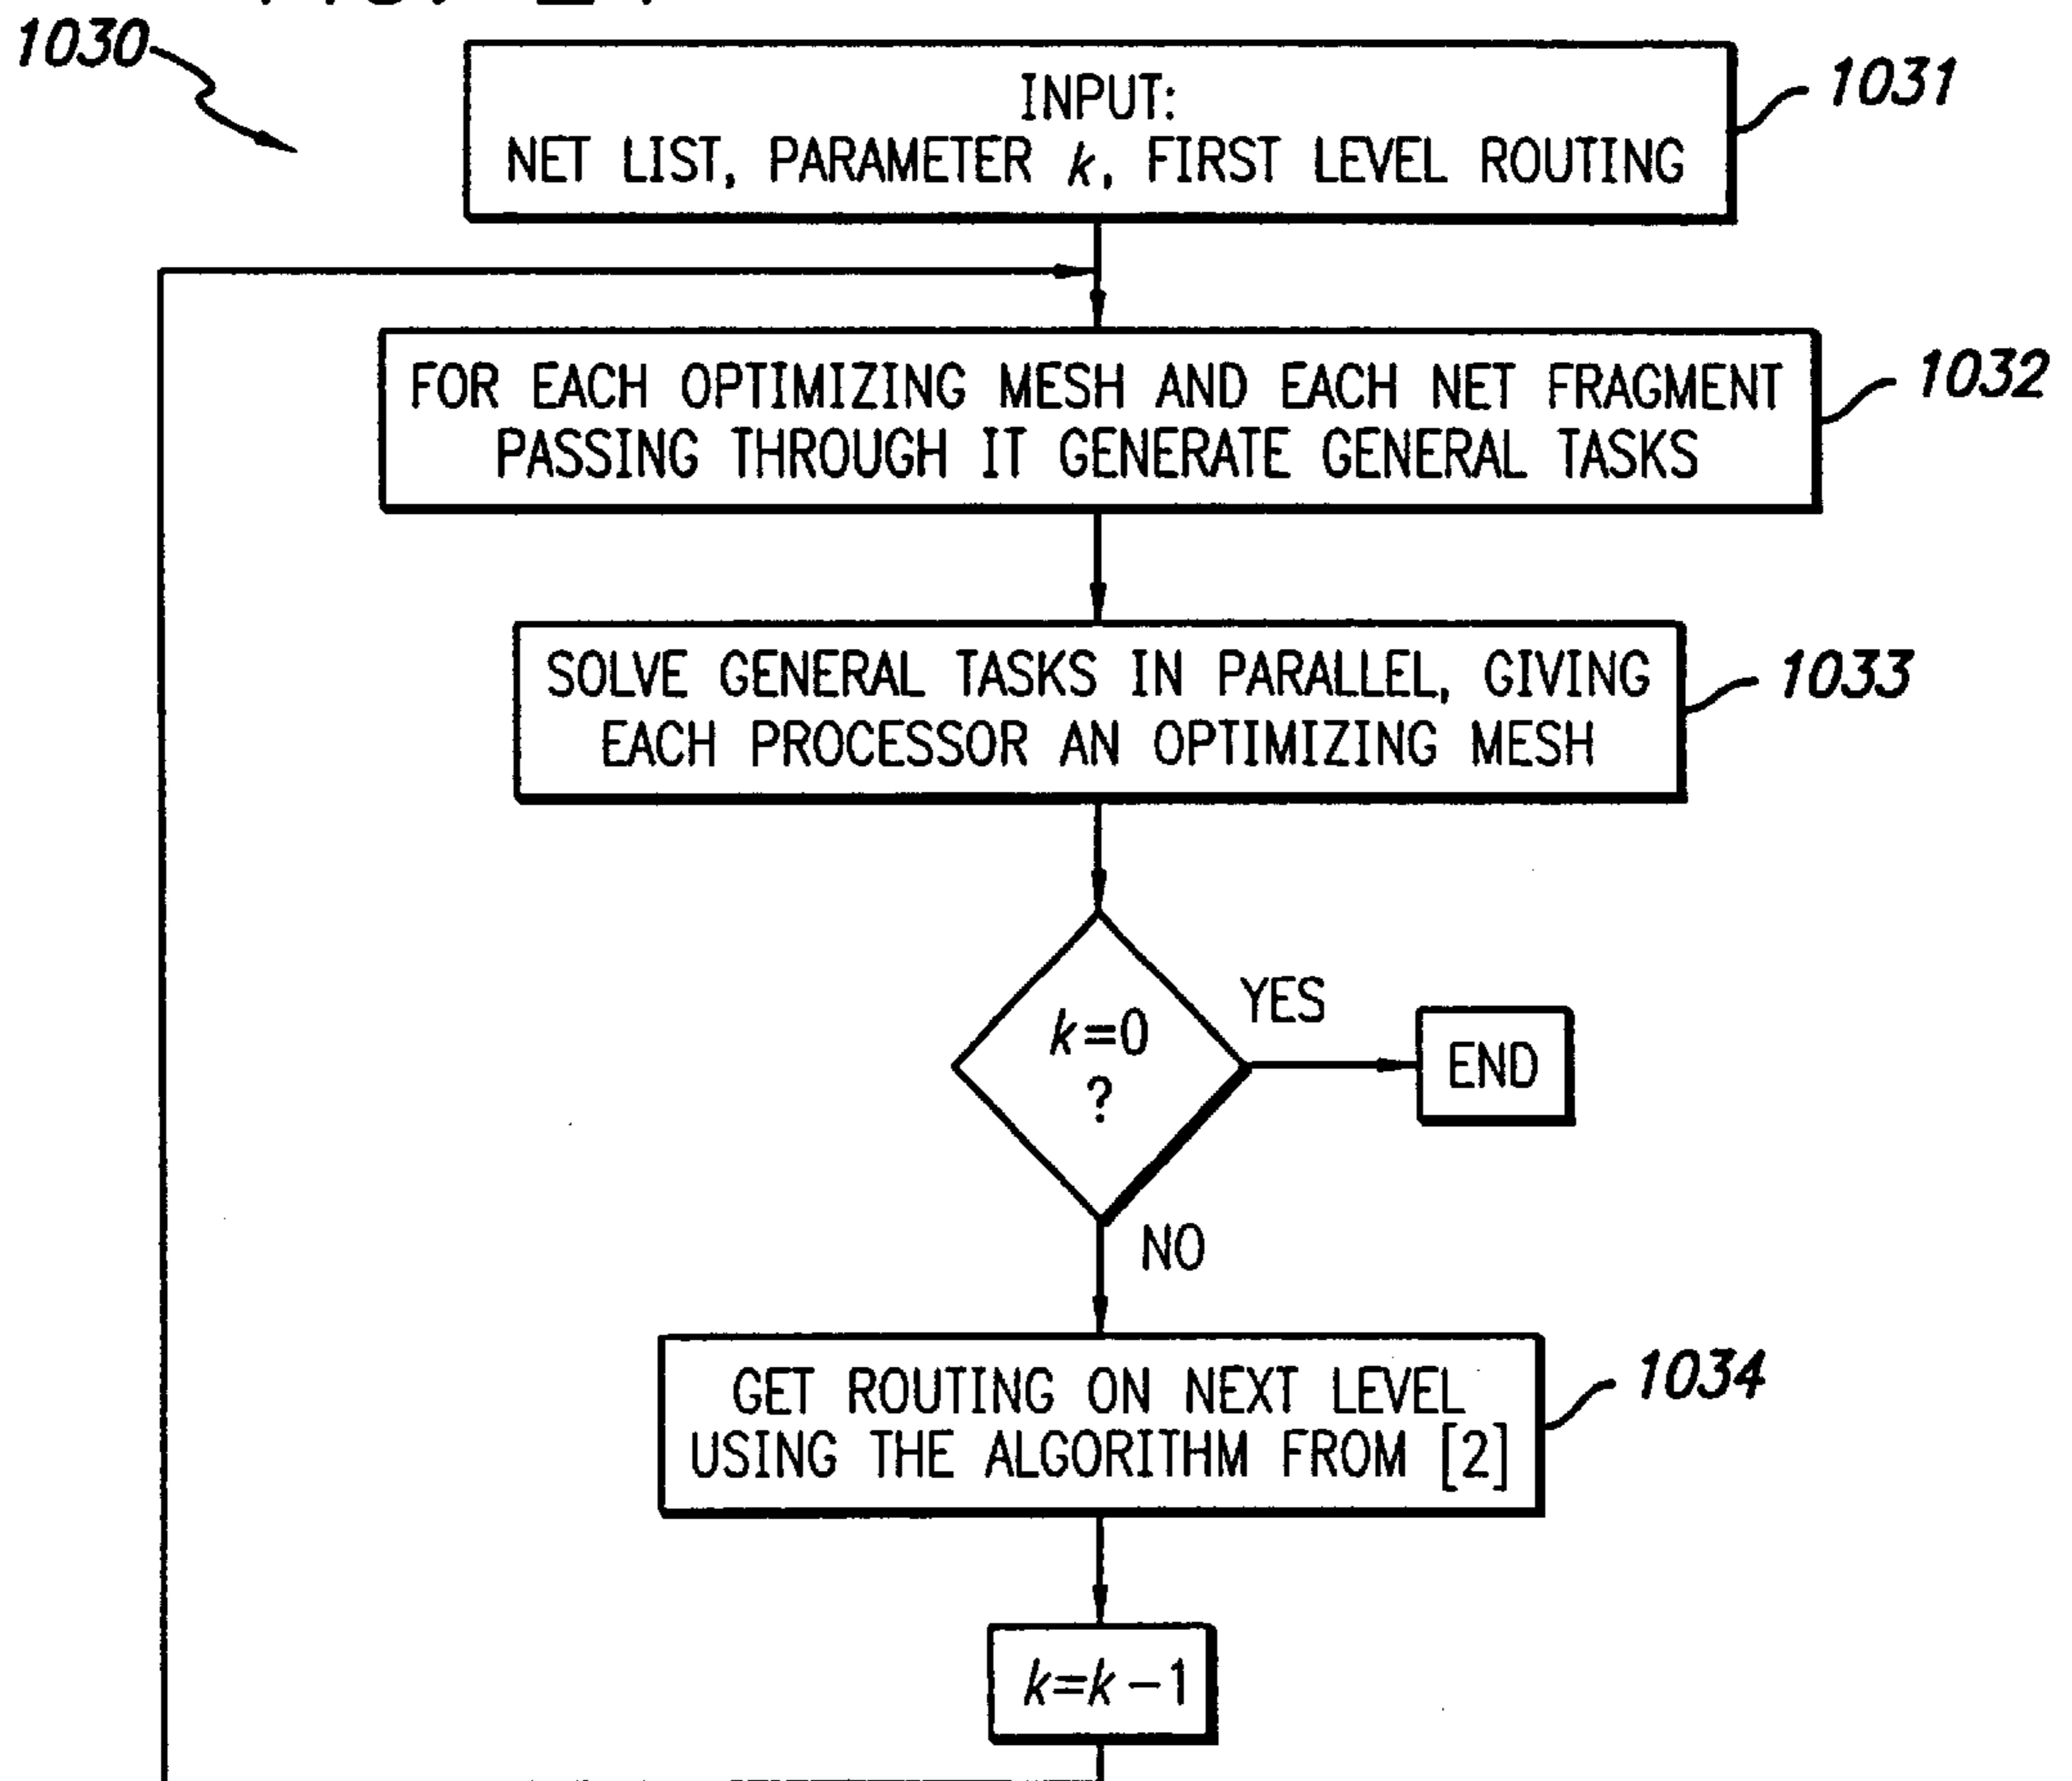 1030
INPUT:
NET LIST, PARAMETER k, FIRST LEVEL ROUTING
1031
FOR EACH OPTIMIZING MESH AND EACH NET FRAGMENT
PASSING THROUGH IT GENERATE GENERAL TASKS
1032
SOLVE GENERAL TASKS IN PARALLEL, GIVING
EACH PROCESSOR AN OPTIMIZING MESH
1033
k=0
?
YES
END
NO
GET ROUTING ON NEXT LEVEL
USING THE ALGORITHM FROM [2]
1034
k=k-1